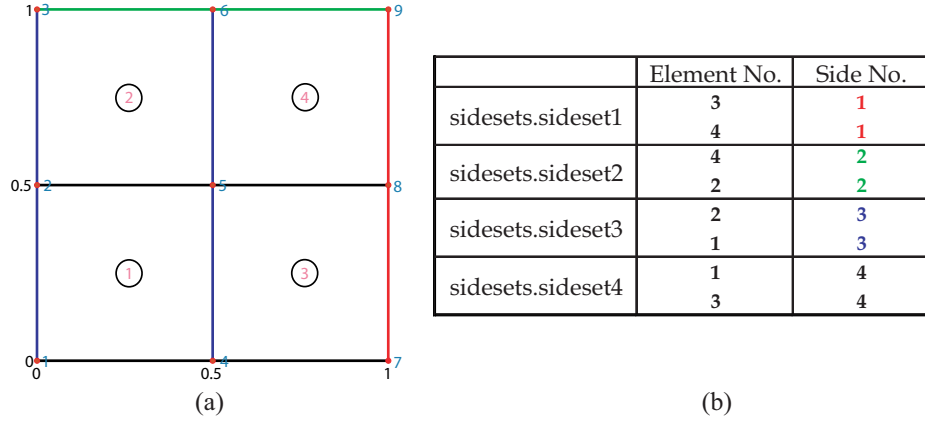 1 3 6 9
2 4
0.5 2 5 8
1 3
0 1 4 7
0 0.5 1
(a)
Element No. Side No.
sidesets.sideset1
3 1
4 1
sidesets.sideset2
4 2
2 2
sidesets.sideset3
2 3
1 3
sidesets.sideset4
1 4
3 4
(b)